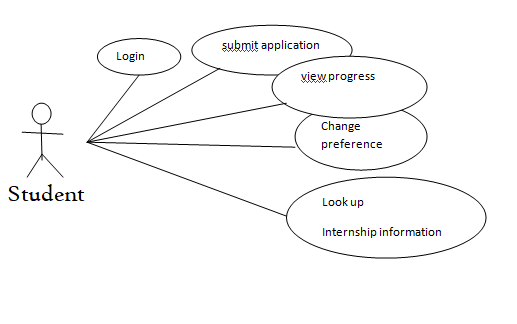 Login
submit application
view progress
Change
preference
Student
Look up
Internship information